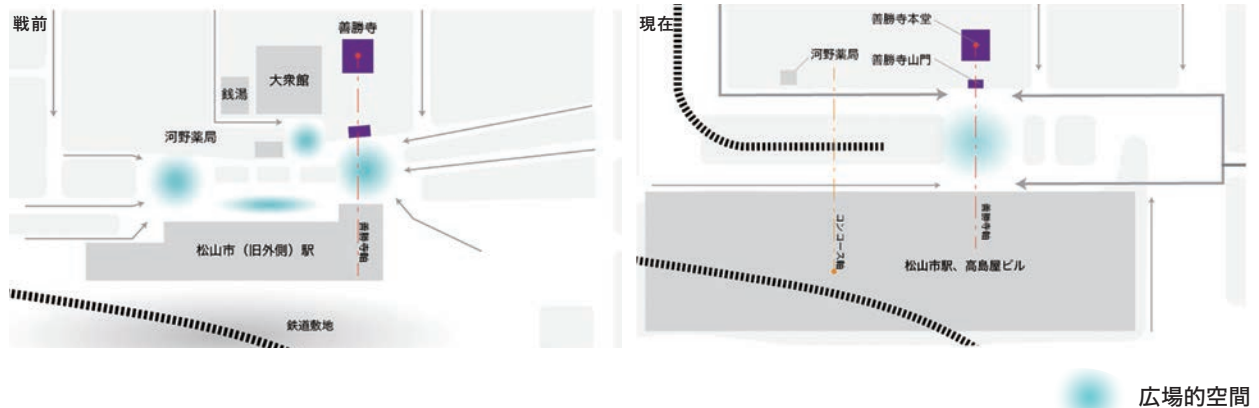 戦前
善勝寺
大衆館
銭湯
河野薬局
松山市（旧外側）駅
善勝寺軸
鉄道敷地
現在
善勝寺本堂
河野薬局
善勝寺山門
コンコース軸
善勝寺軸
松山市駅、高島屋ビル
広場的空間